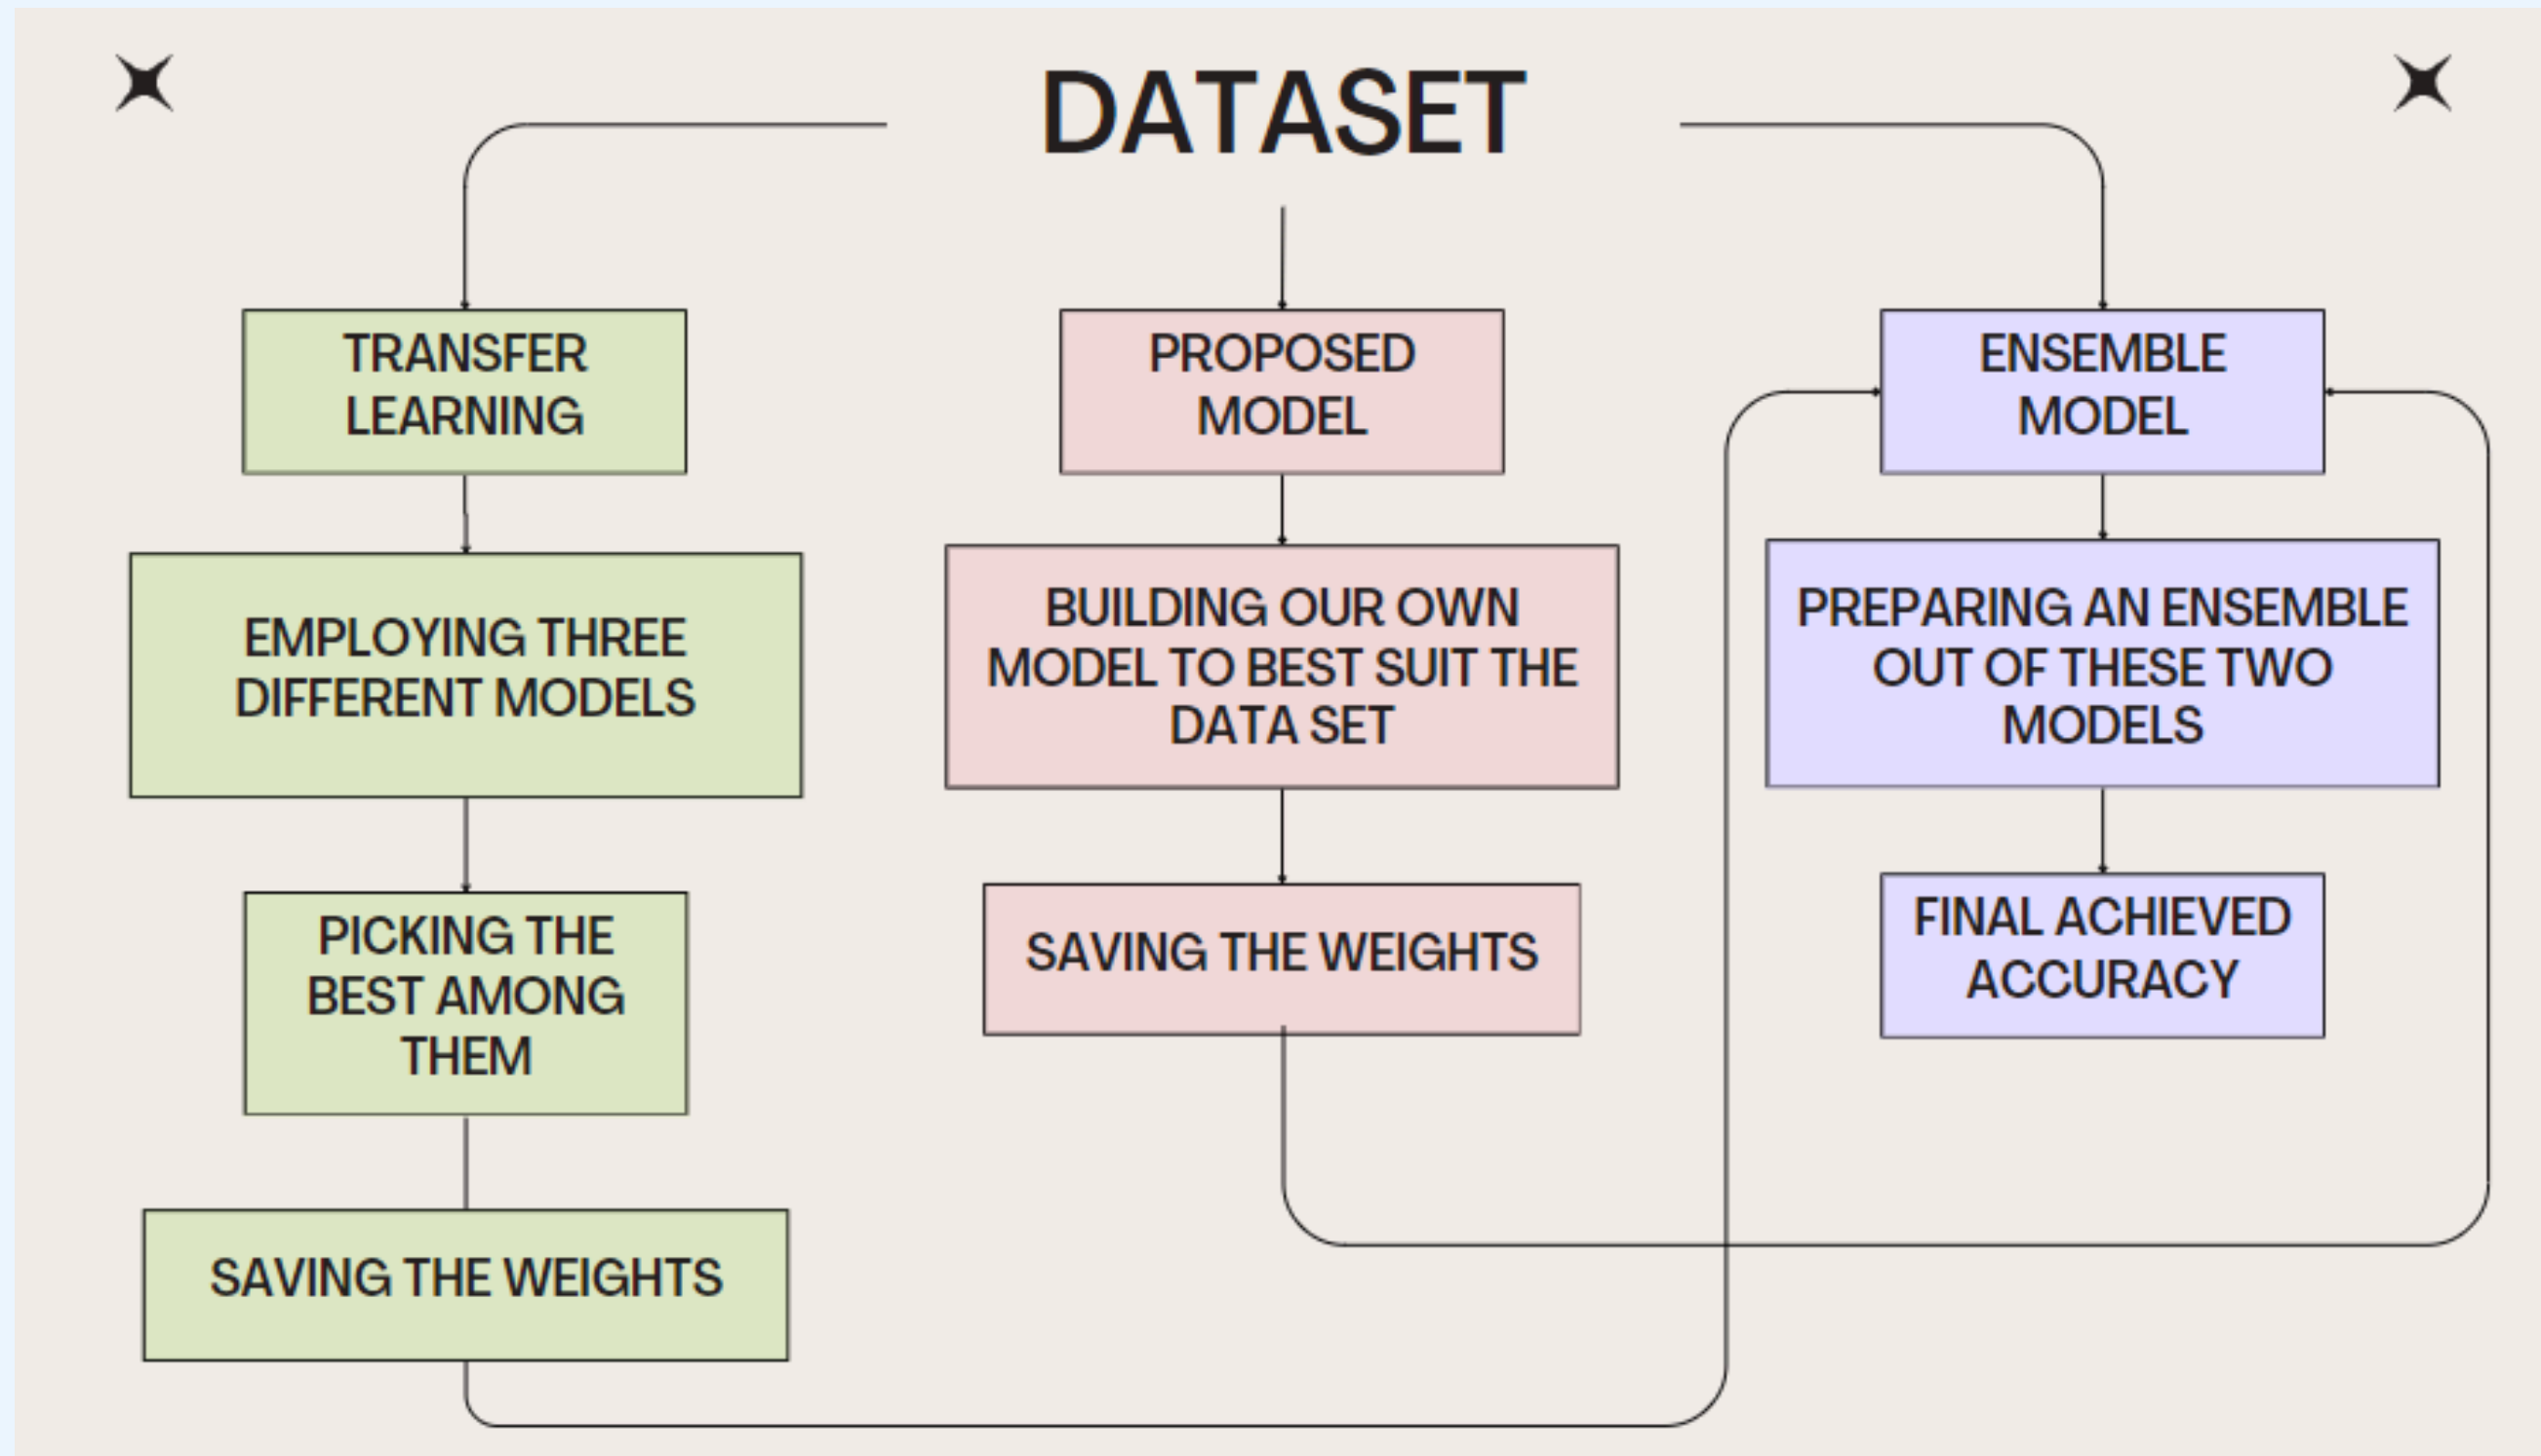 DATASET
TRANSFER
LEARNING
EMPLOYING THREE
DIFFERENT MODELS
PICKING THE
BEST AMONG
THEM
SAVING THE WEIGHTS
PROPOSED
MODEL
BUILDING OUR OWN
MODEL TO BEST SUIT THE
DATA SET
SAVING THE WEIGHTS
ENSEMBLE
MODEL
PREPARING AN ENSEMBLE
OUT OF THESE TWO
MODELS
FINAL ACHIEVED
ACCURACY